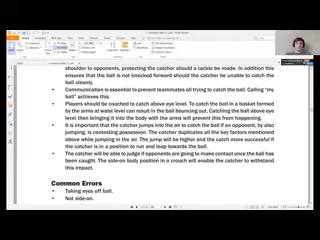 shoulder to opponents, protecting the catcher should a tackle be made. In addition this
ensures that the ball is not knocked forward should the catcher be unable to catch the
ball cleanly.
• Communication is essential to prevent teammates all trying to catch the ball. Calling "my
ball" achieves this.
• Players should be coached to catch above eye level. To catch the ball in a basket formed
by the arms at waist level can result in the ball bouncing out. Catching the ball above eye
level then bringing it into the body with the arms will prevent this from happening.
• It is important that the catcher jumps into the air to catch the ball if an opponent, by also
jumping, is contesting possession. The catcher duplicates all the key factors mentioned
above while jumping in the air. The jump will be higher and the catch more successful if
the catcher is in a position to run and leap towards the ball.
• The catcher will be able to judge if opponents are going to make contact once the ball has
been caught. The side-on body position in a crouch will enable the catcher to withstand
this impact.
Common Errors
• Taking eyes off ball.
• Not side-on.